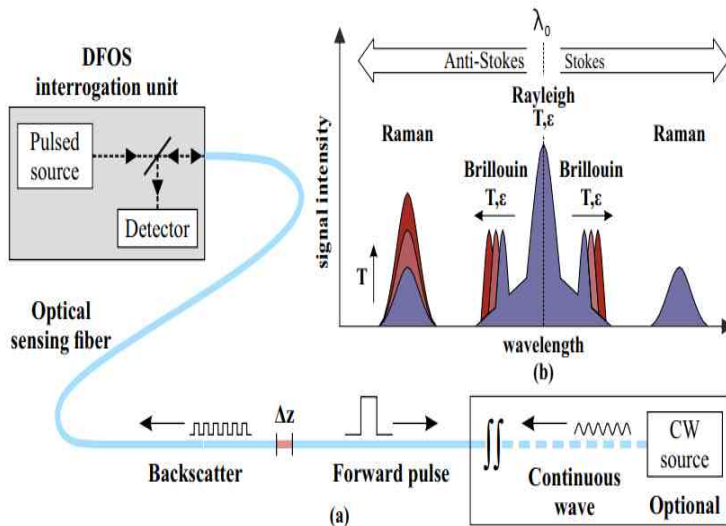 DFOS
interrogation unit
Pulsed
source
Detector
Optical
sensing fiber
Backscatter
Δz
Forward pulse
Continuous
wave
CW
source
Optional
(a)
λ₀
Anti-Stokes
Stokes
Rayleigh
T,ε
Raman
Raman
Brillouin
T,ε
Brillouin
T,ε
T
signal intensity
wavelength
(b)